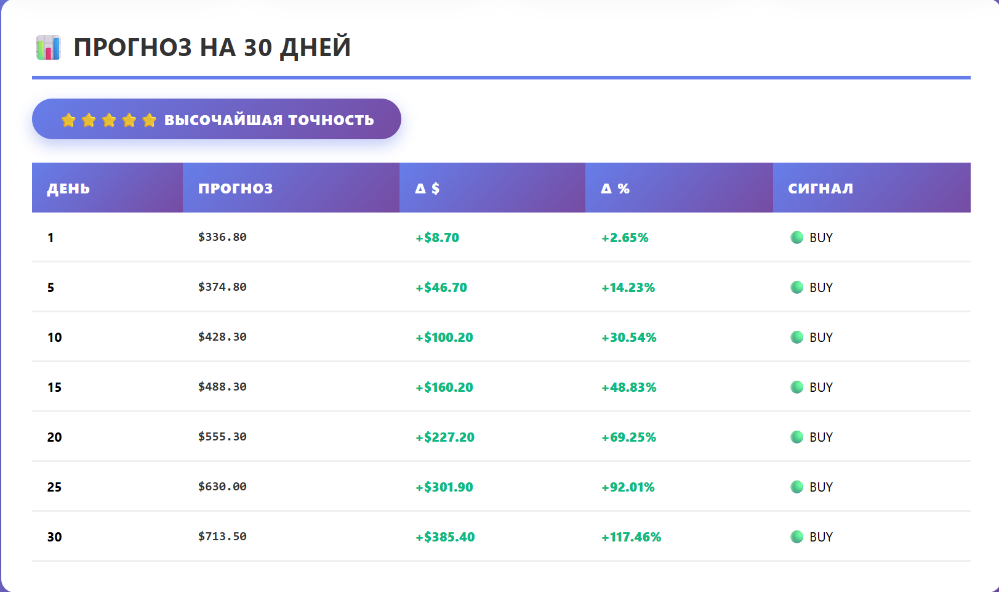 ПРОГНОЗ НА 30 ДНЕЙ
ВЫСОЧАЙШАЯ ТОЧНОСТЬ
ДЕНЬ ПРОГНОЗ Δ $ Δ % СИГНАЛ
1 $336.80 +$8.70 +2.65% BUY
5 $374.80 +$46.70 +14.23% BUY
10 $428.30 +$100.20 +30.54% BUY
15 $488.30 +$160.20 +48.83% BUY
20 $555.30 +$227.20 +69.25% BUY
25 $630.00 +$301.90 +92.01% BUY
30 $713.50 +$385.40 +117.46% BUY